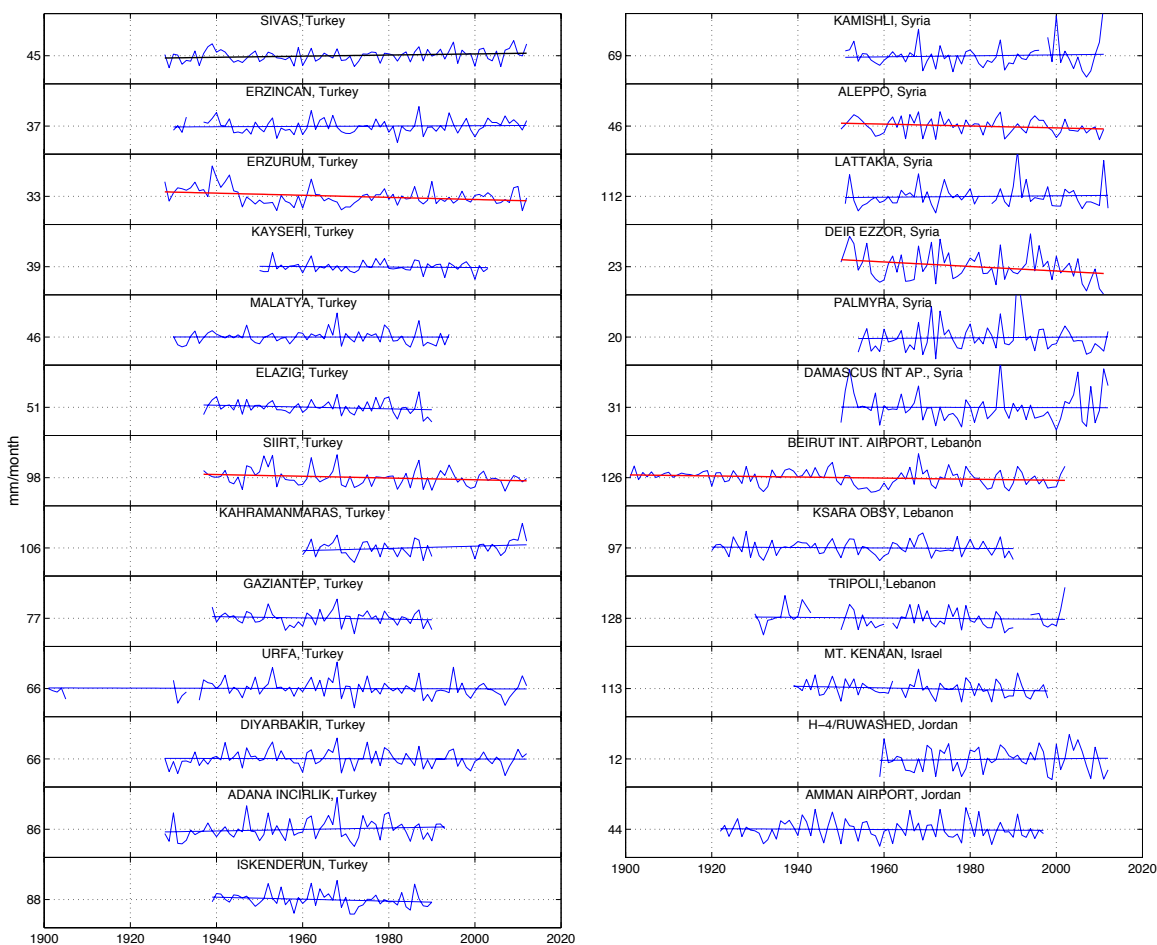 mm/month
SIVAS, Turkey
45
ERZINCAN, Turkey
37
ERZURUM, Turkey
33
KAYSERI, Turkey
39
MALATYA, Turkey
46
ELAZIG, Turkey
51
SIIRT, Turkey
98
KAHRAMANMARAS, Turkey
106
GAZIANTEP, Turkey
77
URFA, Turkey
66
DIYARBAKIR, Turkey
66
ADANA INCIRLIK, Turkey
86
ISKENDERUN, Turkey
88
1900 1920 1940 1960 1980 2000 2020
KAMISHLI, Syria
69
ALEPPO, Syria
46
LATTAKIA, Syria
112
DEIR EZZOR, Syria
23
PALMYRA, Syria
20
DAMASCUS INT AP., Syria
31
BEIRUT INT. AIRPORT, Lebanon
126
KSARA OBSY, Lebanon
97
TRIPOLI, Lebanon
128
MT. KENAAN, Israel
113
H−4/RUWASHED, Jordan
12
AMMAN AIRPORT, Jordan
44
1900 1920 1940 1960 1980 2000 2020